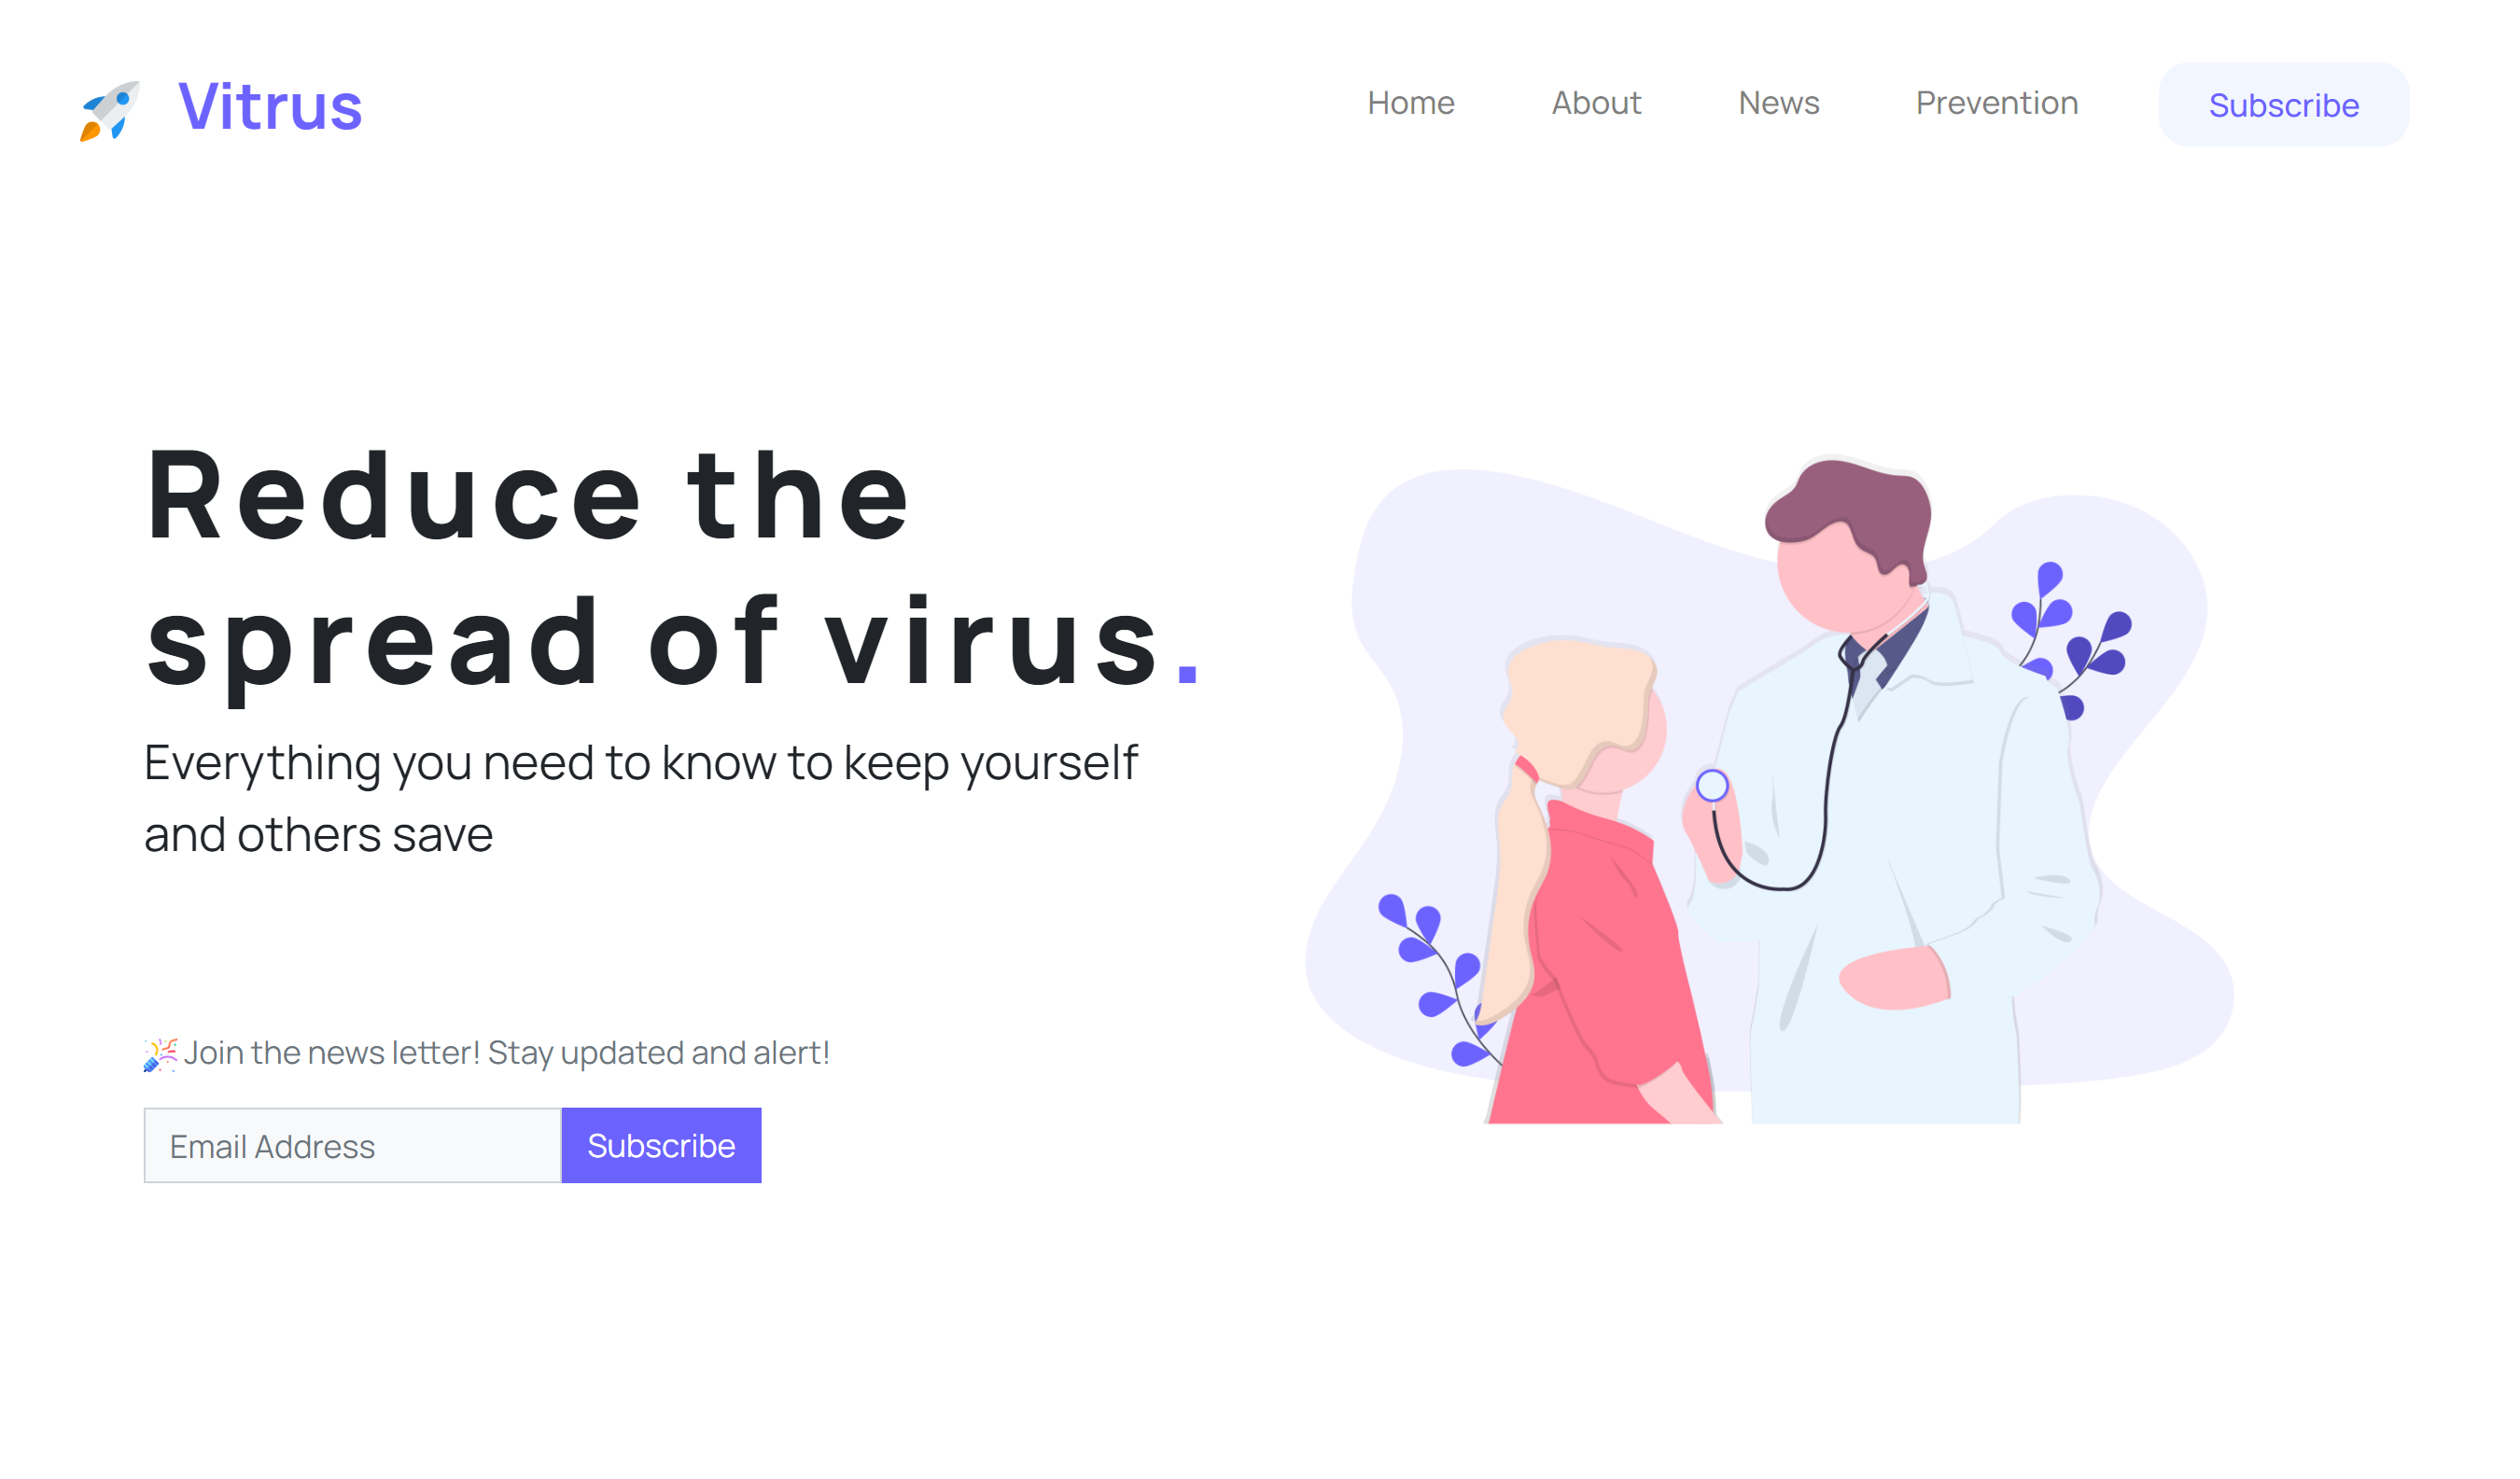 Vitrus
Home About News Prevention Subscribe
Reduce the
spread of virus.
Everything you need to know to keep yourself
and others save
Join the news letter! Stay updated and alert!
Email Address Subscribe